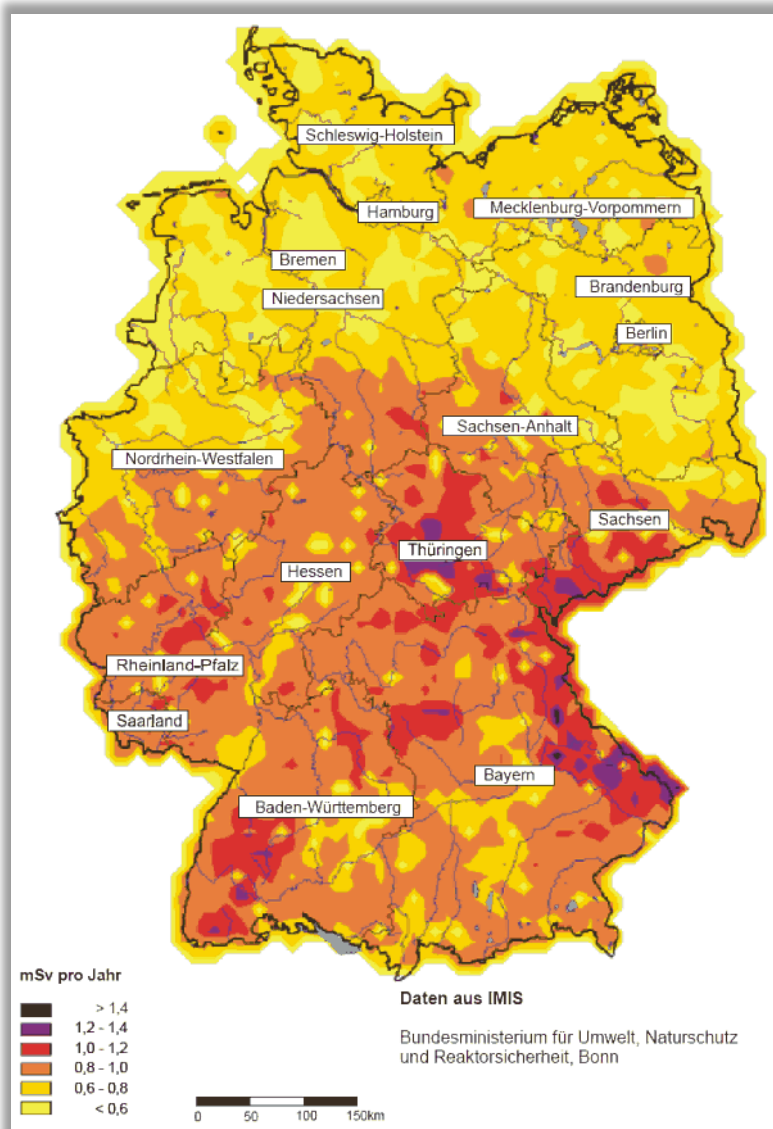 Schleswig-Holstein
Hamburg
Mecklenburg-Vorpommern
Bremen
Niedersachsen
Brandenburg
Berlin
Sachsen-Anhalt
Nordrhein-Westfalen
Sachsen
Thüringen
Hessen
Rheinland-Pfalz
Saarland
Bayern
Baden-Württemberg
mSv pro Jahr
> 1,4
1,2 - 1,4
1,0 - 1,2
0,8 - 1,0
0,6 - 0,8
< 0,6
Daten aus IMIS
Bundesministerium für Umwelt, Naturschutz
und Reaktorsicherheit, Bonn
0 50 100 150km